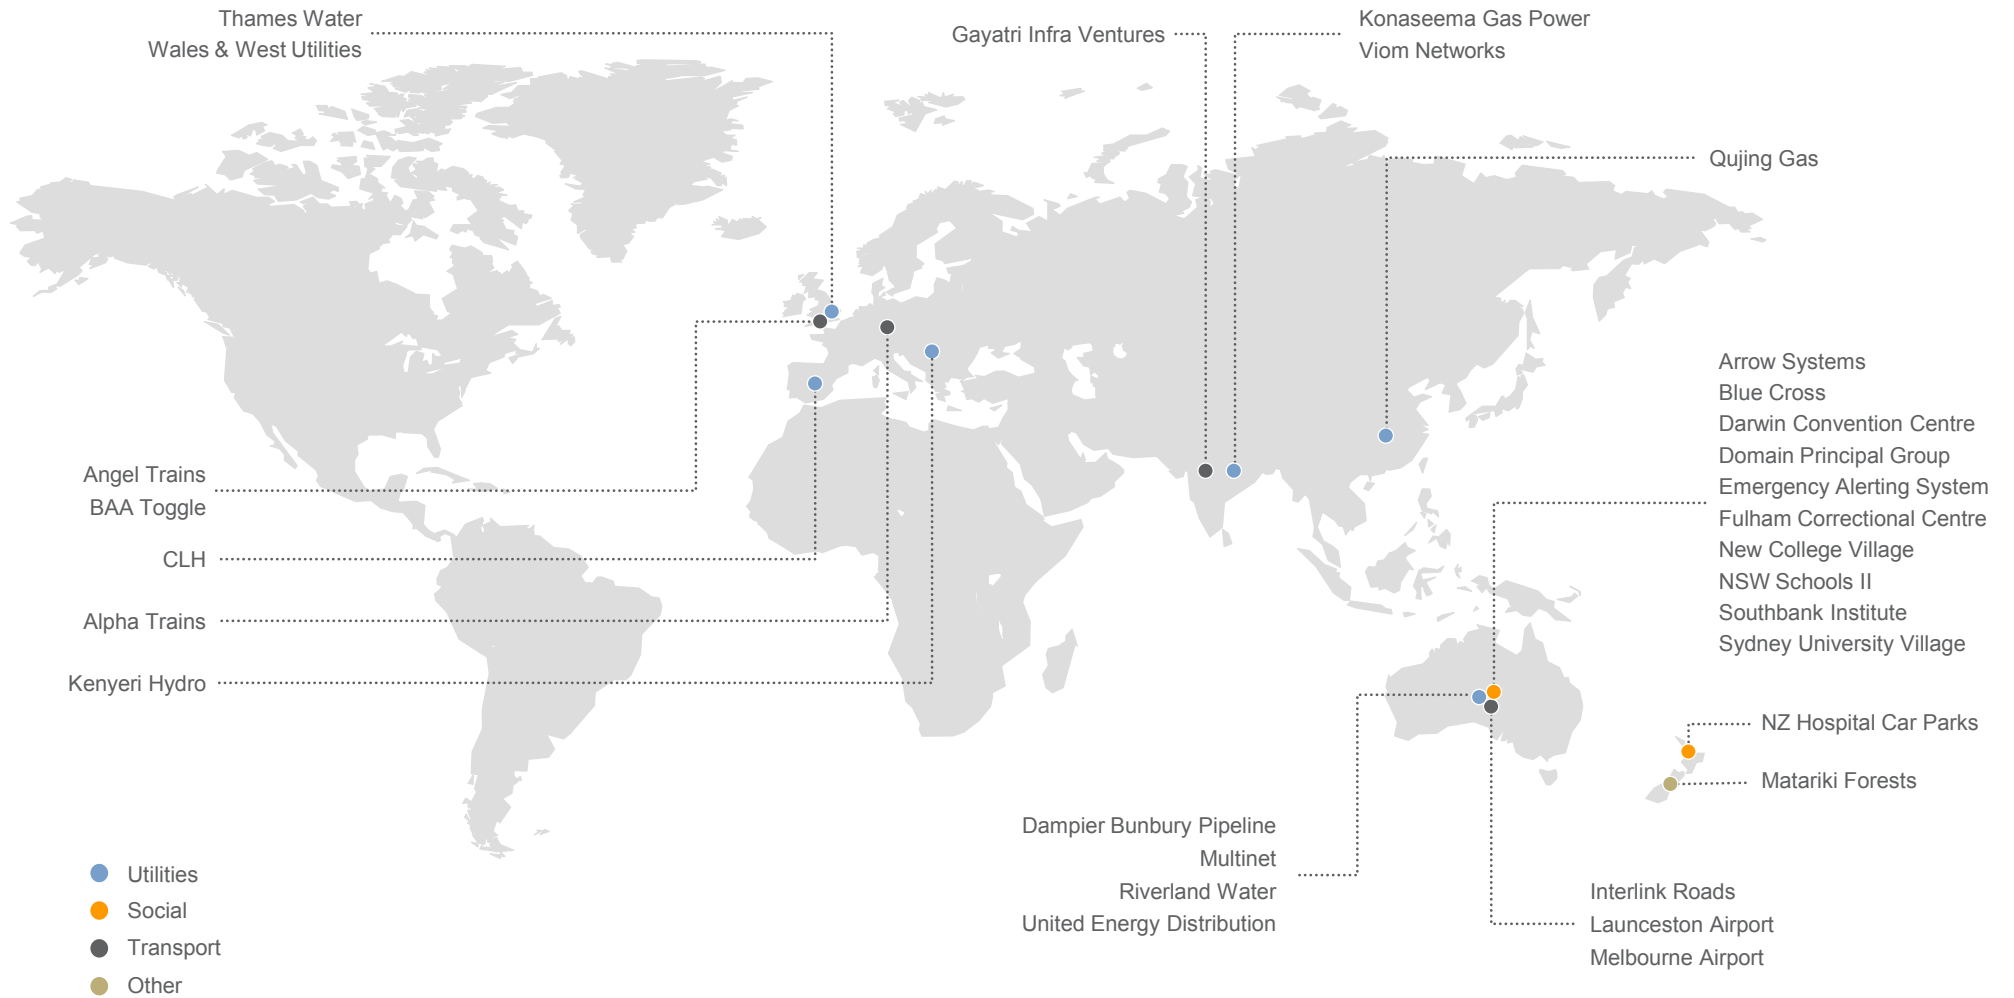 Thames Water
Wales & West Utilities
Gayatri Infra Ventures
Konaseema Gas Power
Viom Networks
Qujing Gas
Arrow Systems
Blue Cross
Darwin Convention Centre
Domain Principal Group
Emergency Alerting System
Fulham Correctional Centre
New College Village
NSW Schools II
Southbank Institute
Sydney University Village
Angel Trains
BAA Toggle
CLH
Alpha Trains
Kenyeri Hydro
NZ Hospital Car Parks
Matariki Forests
Dampier Bunbury Pipeline
Multinet
Riverland Water
United Energy Distribution
Interlink Roads
Launceston Airport
Melbourne Airport
Utilities
Social
Transport
Other